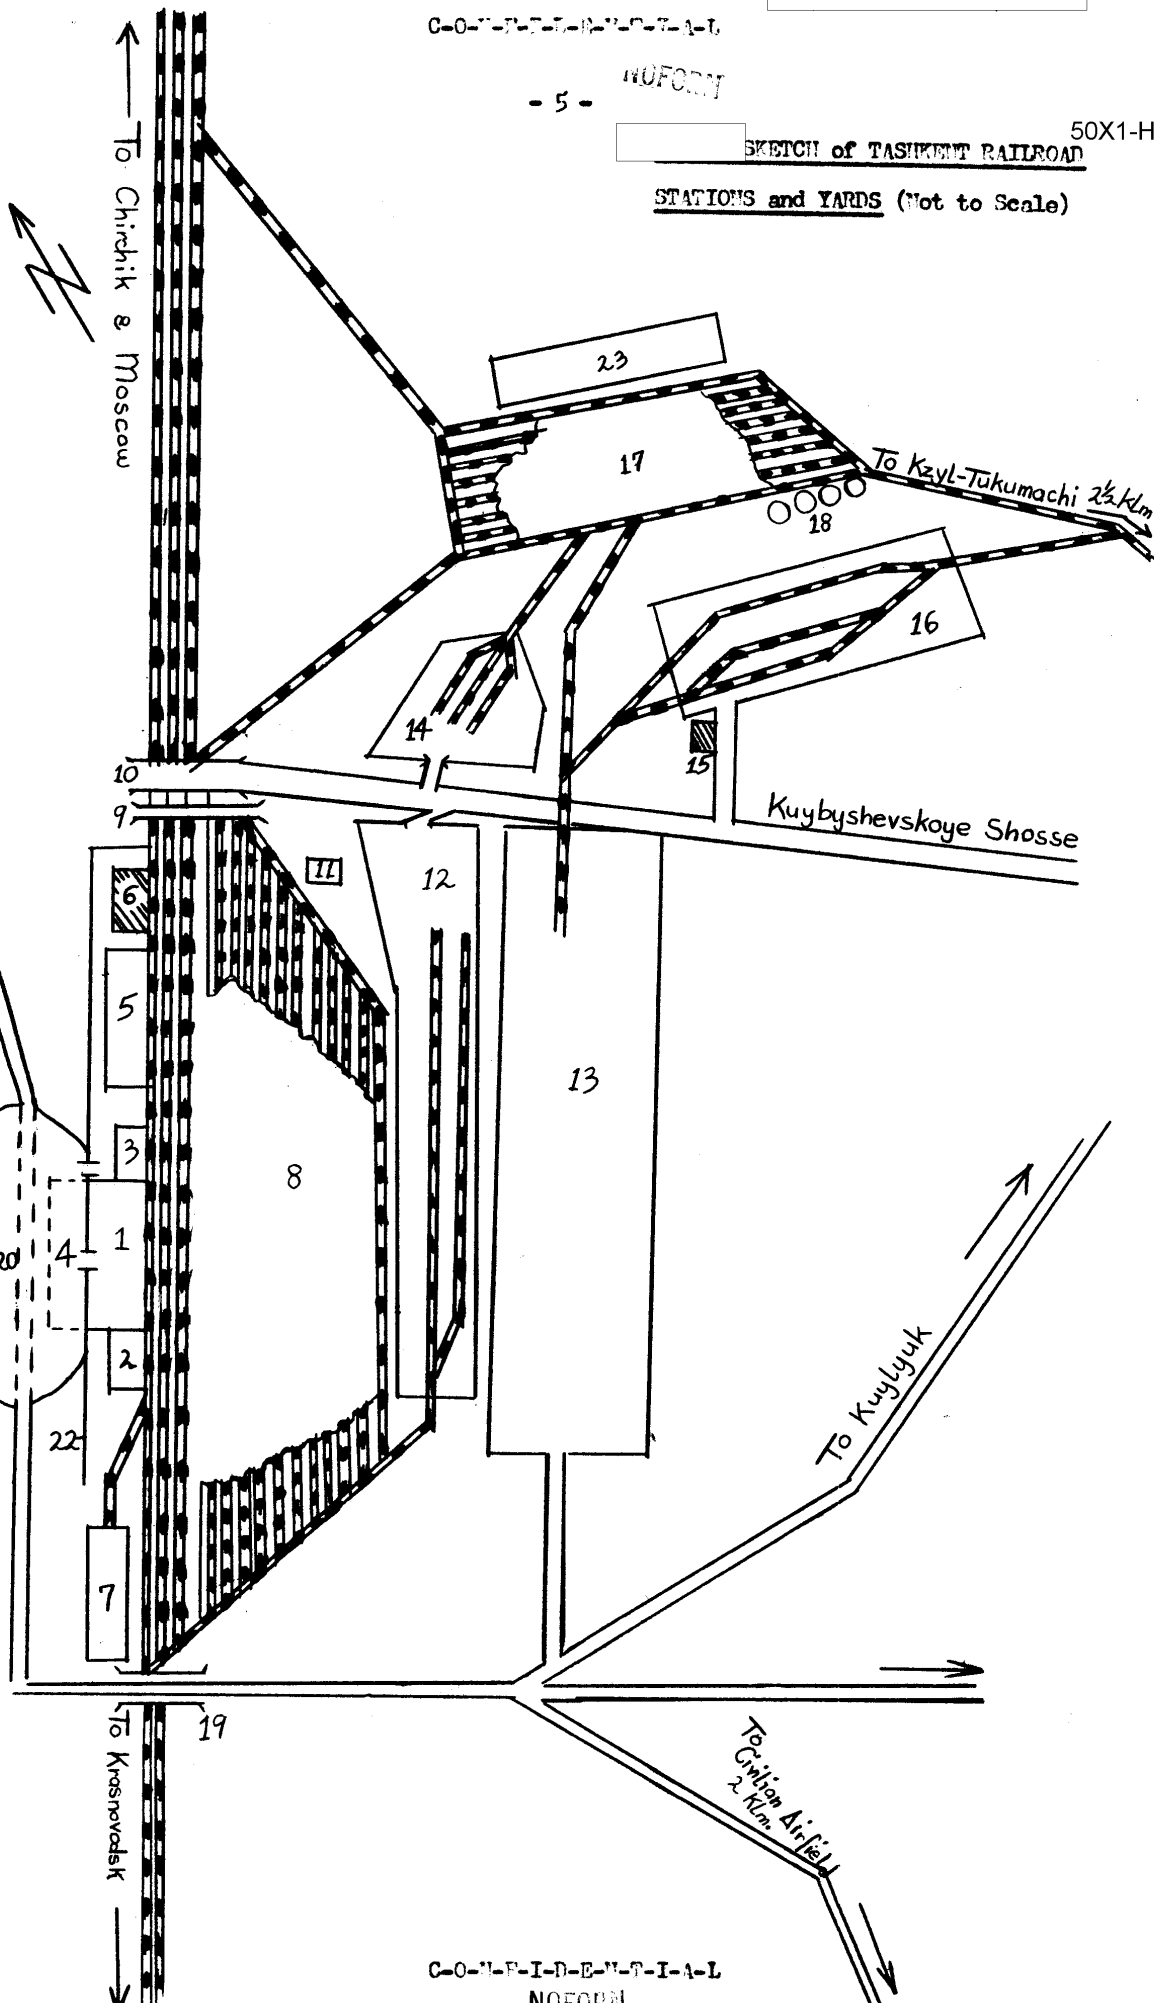 C-O-N-F-I-D-E-N-T-I-A-L
NOFORN
- 5 -
50X1-H
SKETCH of TASHKENT RAILROAD
STATIONS and YARDS (Not to Scale)
To Chirchik & Moscow
23
17
To Kzyl-Tukumachi 2½ Klm
18
16
14
15
10
9
Kuybyshevskoye Shosse
6
11
12
5
13
3
8
1
20
4
2
To Kuylyuk
22
7
19
To Krasnovodsk
To
Civilian Airfield
2 Klm.
C-O-N-F-I-D-E-N-T-I-A-L
NOFORN